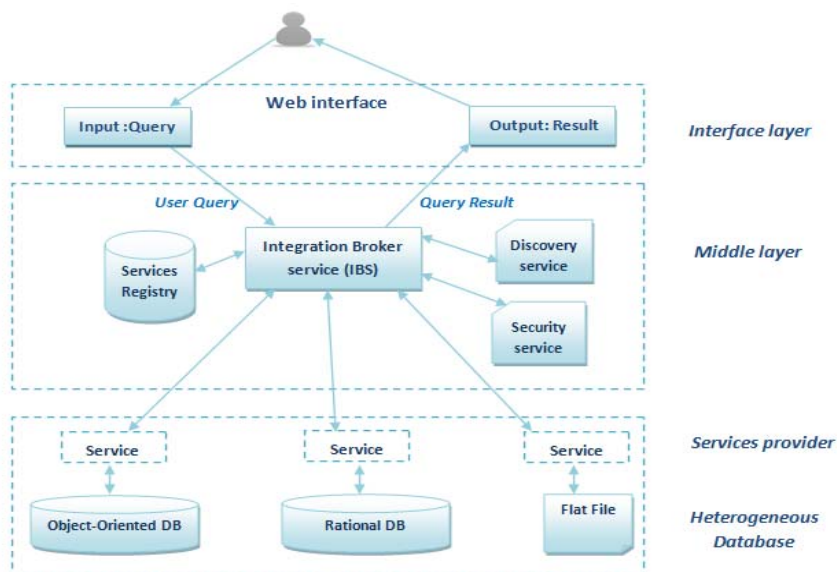 Web interface
Input :Query
Output: Result
Interface layer
User Query
Query Result
Integration Broker
service (IBS)
Services
Registry
Discovery
service
Middle layer
Security
service
Service
Service
Service
Services provider
Object-Oriented DB
Rational DB
Flat File
Heterogeneous
Database